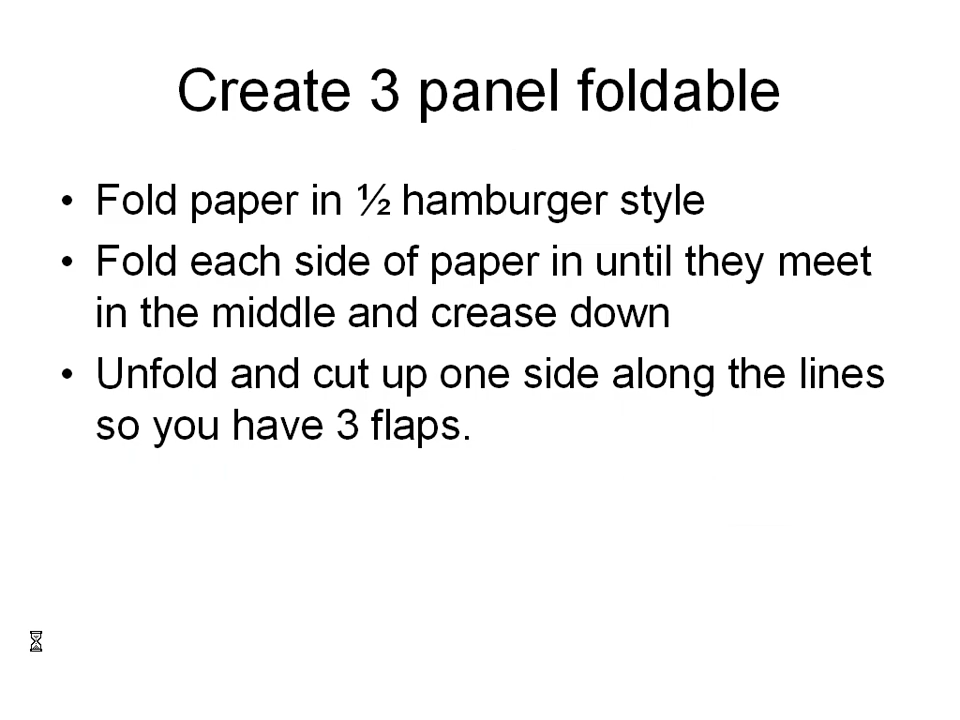 Create 3 panel foldable
• Fold paper in ½ hamburger style
• Fold each side of paper in until they meet
in the middle and crease down
• Unfold and cut up one side along the lines
so you have 3 flaps.